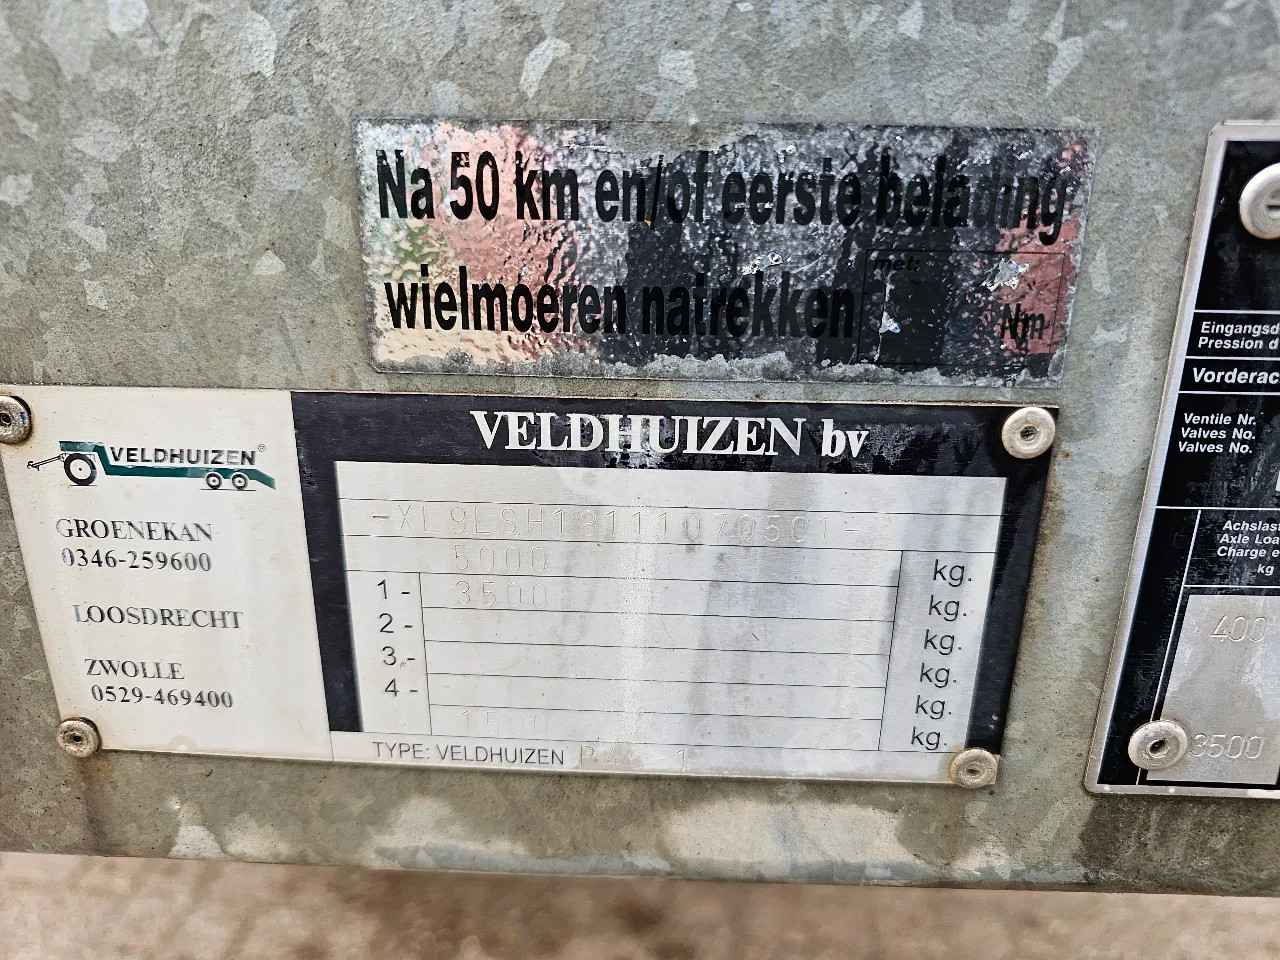 Na 50 km en/of eerste belading
wielmoeren natrekken
met:
Nm
VELDHUIZEN®
GROENEKAN
0346-259600
LOOSDRECHT
ZWOLLE
0529-469400
VELDHUIZEN bv
5000 kg.
1 - 3500 kg.
2 - kg.
3 - kg.
4 - kg.
kg.
TYPE: VELDHUIZEN
Eingangsd
Pression d
Vorderac
Ventile Nr.
Valves No.
Valves No.
Achslast
Axle Loa
Charge e
kg
400
3500